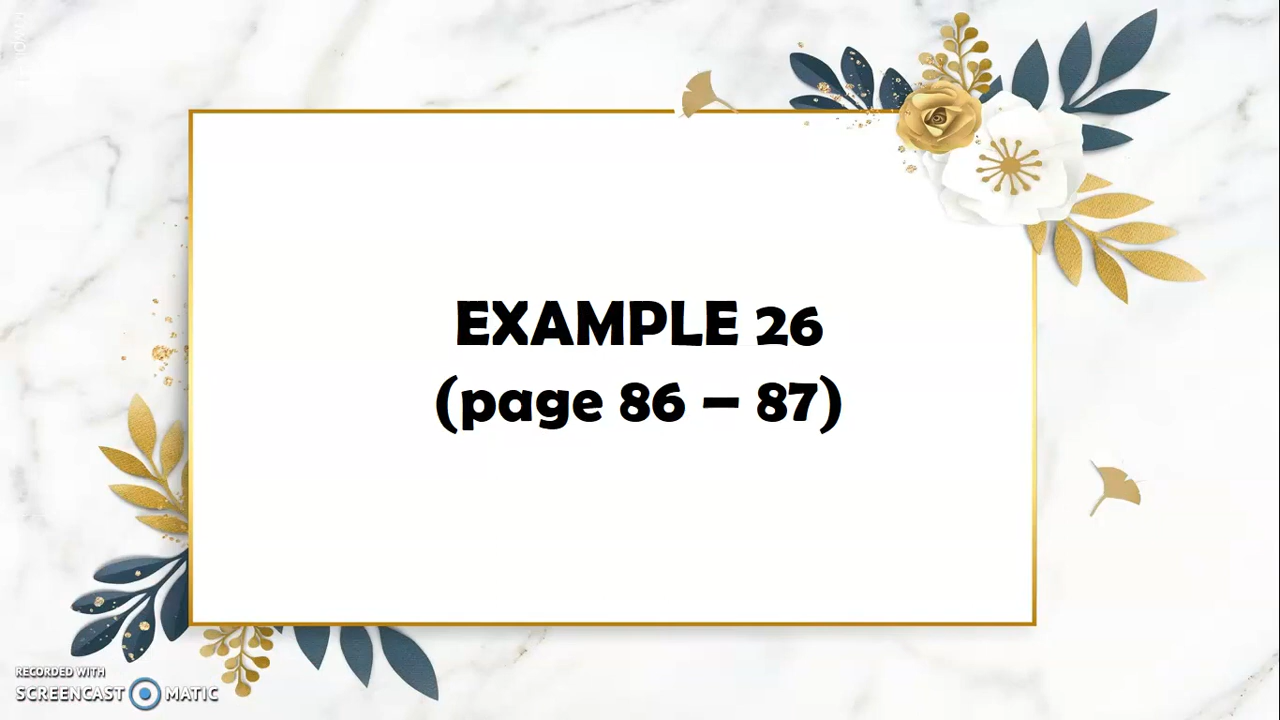 EXAMPLE 26
(page 86 – 87)
RECORDED WITH
SCREENCAST MATIC